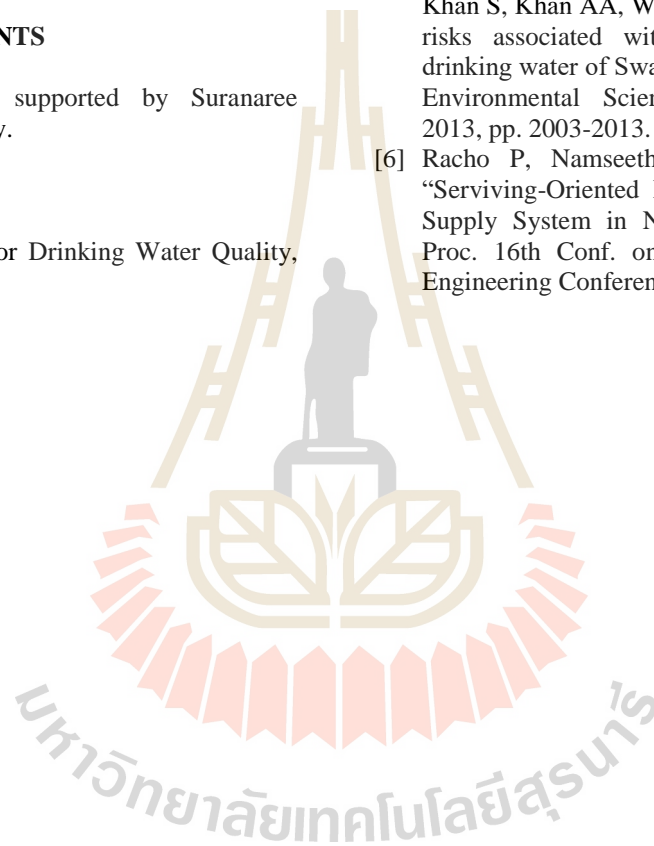 NTS
supported by Suranaree
y.
or Drinking Water Quality,
Khan S, Khan AA, W
risks associated wit
drinking water of Swa
Environmental Scien
2013, pp. 2003-2013.
[6] Racho P, Namseeth
“Serviving-Oriented
Supply System in N
Proc. 16th Conf. on
Engineering Conferen
มหาวิทยาลัยเทคโนโลยีสุรนารี